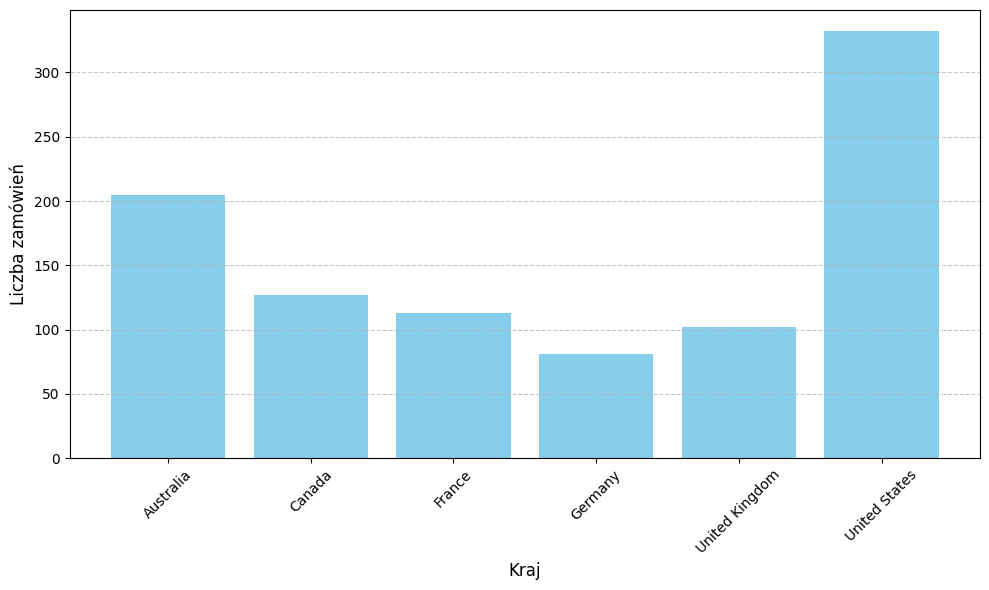 Liczba zamówień
300
250
200
150
100
50
0
Australia
Canada
France
Germany
United Kingdom
United States
Kraj